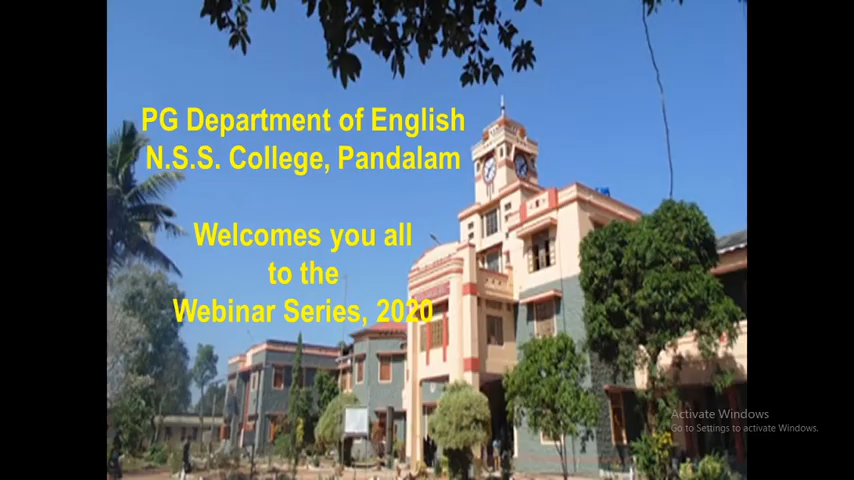 PG Department of English
N.S.S. College, Pandalam
Welcomes you all
to the
Webinar Series, 2020
Activate Windows
Go to Settings to activate Windows.